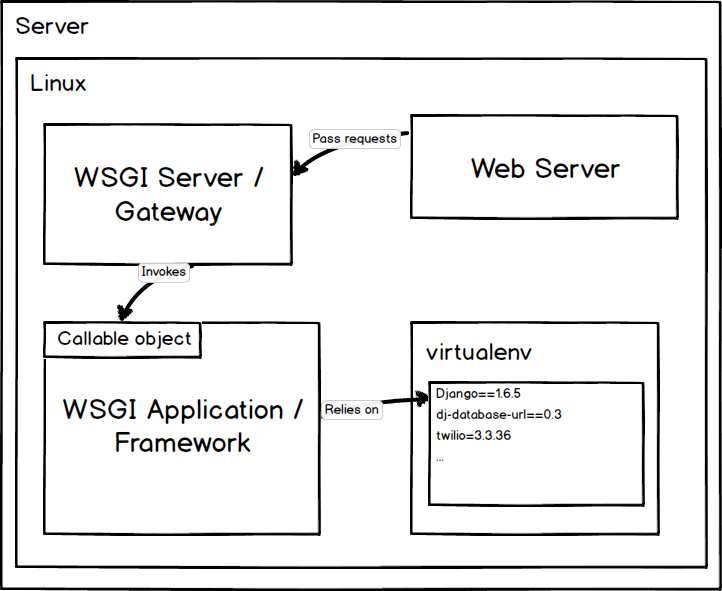 Server
Linux
Pass requests
WSGI Server /
Gateway
Web Server
Invokes
Callable object
WSGI Application /
Framework
Relies on
virtualenv
Django==1.6.5
dj-database-url==0.3
twilio=3.3.36
...